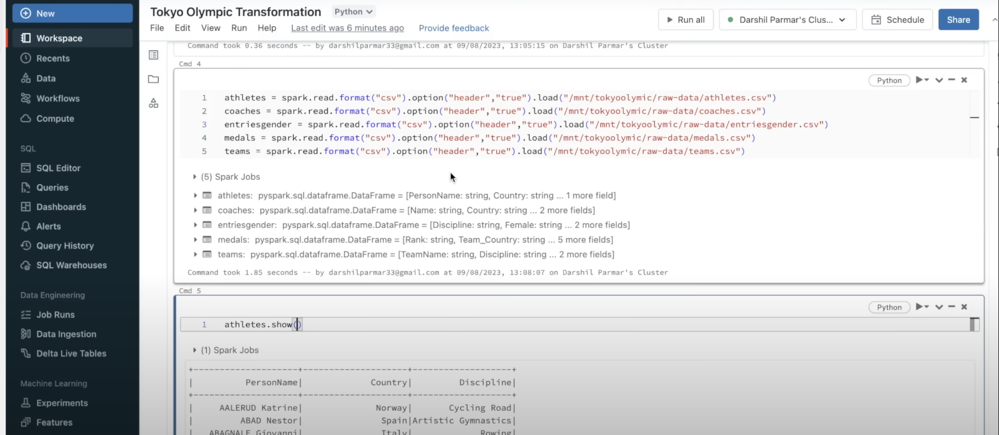 New
Workspace
Recents
Data
Workflows
Compute
SQL
SQL Editor
Queries
Dashboards
Alerts
Query History
SQL Warehouses
Data Engineering
Job Runs
Data Ingestion
Delta Live Tables
Machine Learning
Experiments
Features
Tokyo Olympic Transformation Python
File Edit View Run Help Last edit was 6 minutes ago Provide feedback
Run all Darshil Parmar's Clus... Schedule Share
Command took 0.36 seconds -- by darshilparmar33@gmail.com at 09/08/2023, 13:05:15 on Darshil Parmar's Cluster
Cmd 4
Python
1 athletes = spark.read.format("csv").option("header","true").load("/mnt/tokyoolymic/raw-data/athletes.csv")
2 coaches = spark.read.format("csv").option("header","true").load("/mnt/tokyoolymic/raw-data/coaches.csv")
3 entriesgender = spark.read.format("csv").option("header","true").load("/mnt/tokyoolymic/raw-data/entriesgender.csv")
4 medals = spark.read.format("csv").option("header","true").load("/mnt/tokyoolymic/raw-data/medals.csv")
5 teams = spark.read.format("csv").option("header","true").load("/mnt/tokyoolymic/raw-data/teams.csv")
(5) Spark Jobs
athletes: pyspark.sql.dataframe.DataFrame = [PersonName: string, Country: string ... 1 more field]
coaches: pyspark.sql.dataframe.DataFrame = [Name: string, Country: string ... 2 more fields]
entriesgender: pyspark.sql.dataframe.DataFrame = [Discipline: string, Female: string ... 2 more fields]
medals: pyspark.sql.dataframe.DataFrame = [Rank: string, Team_Country: string ... 5 more fields]
teams: pyspark.sql.dataframe.DataFrame = [TeamName: string, Discipline: string ... 2 more fields]
Command took 1.85 seconds -- by darshilparmar33@gmail.com at 09/08/2023, 13:08:07 on Darshil Parmar's Cluster
Cmd 5
Python
1 athletes.show()
(1) Spark Jobs
+--------------------+--------------------+-------------------+
| PersonName| Country| Discipline|
+--------------------+--------------------+-------------------+
| AALERUD Katrine| Norway| Cycling Road|
| ABAD Nestor| Spain|Artistic Gymnastics|
| ABAGNALE Giovanni| Italy| Rowing|